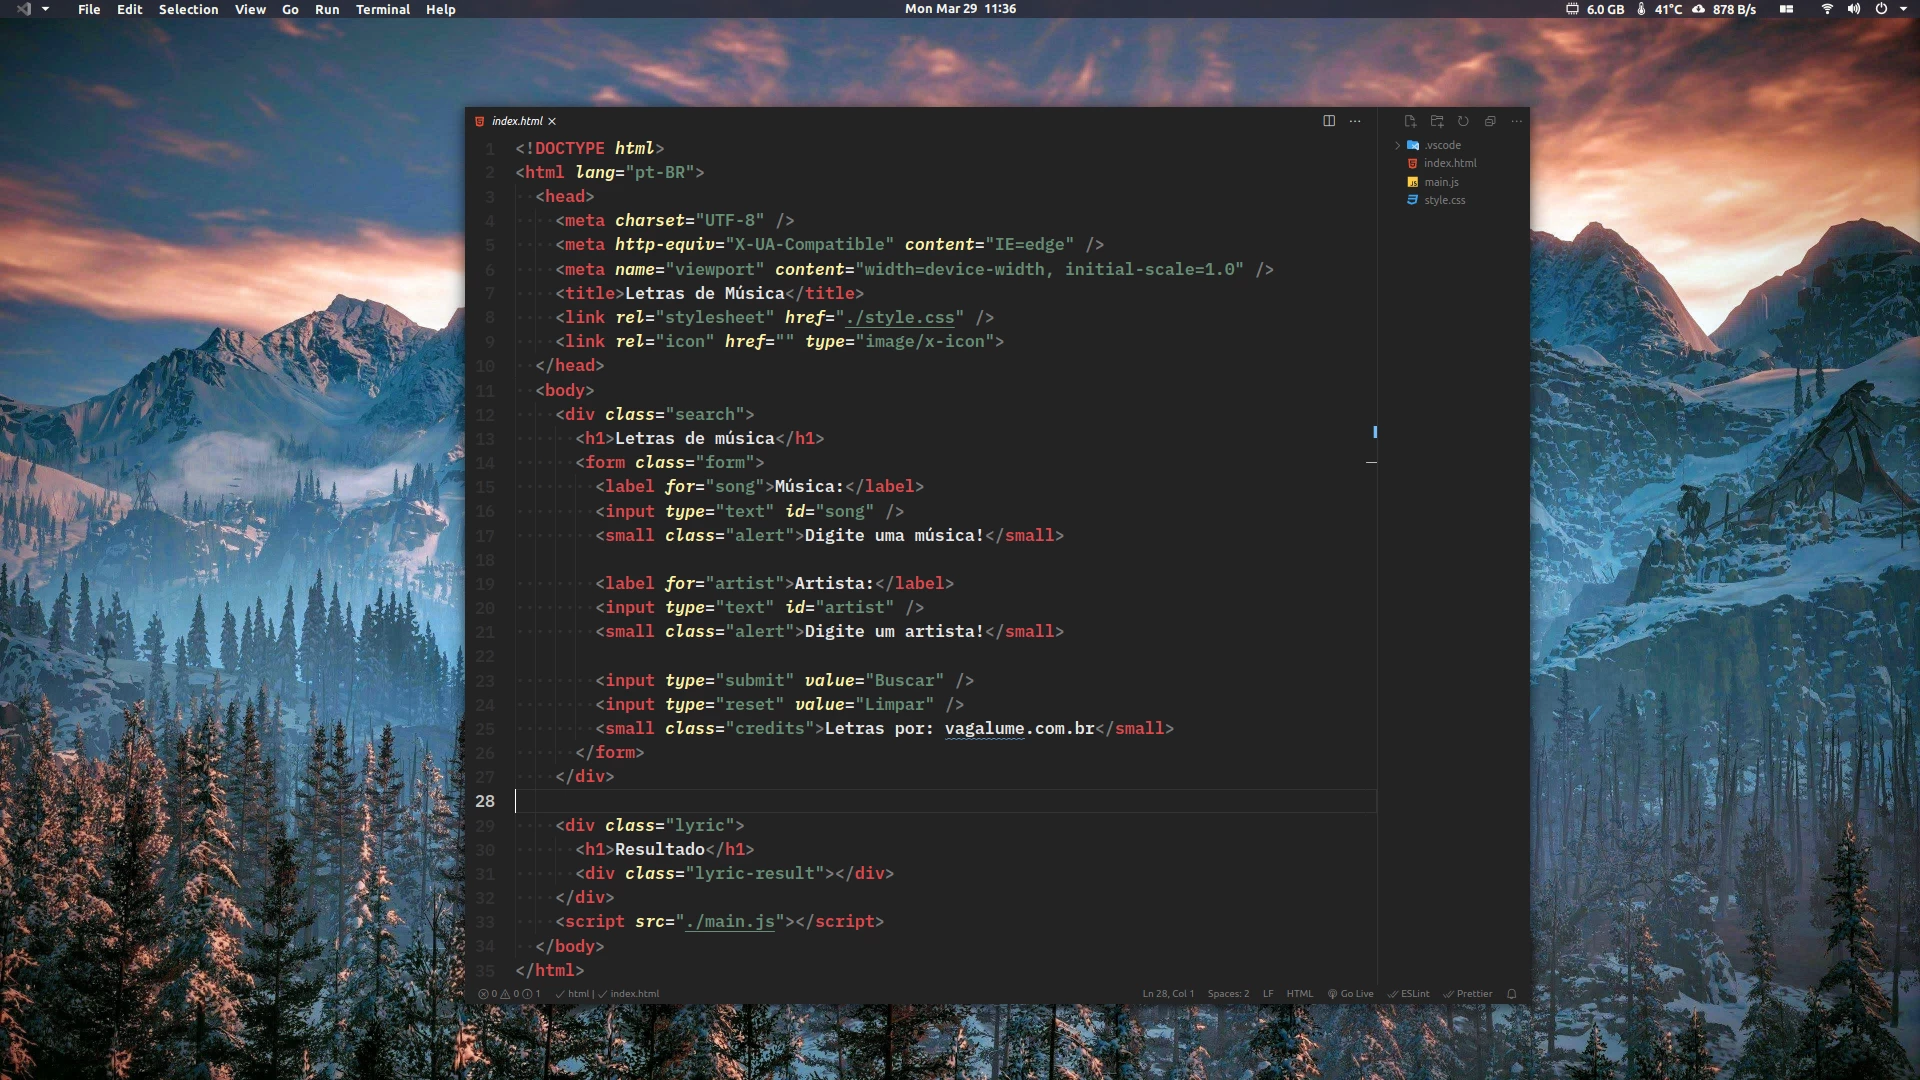 File Edit Selection View Go Run Terminal Help
Mon Mar 29 11:36
6.0 GB 41°C 878 B/s
index.html
1 <!DOCTYPE html>
2 <html lang="pt-BR">
3 <head>
4 <meta charset="UTF-8" />
5 <meta http-equiv="X-UA-Compatible" content="IE=edge" />
6 <meta name="viewport" content="width=device-width, initial-scale=1.0" />
7 <title>Letras de Música</title>
8 <link rel="stylesheet" href="./style.css" />
9 <link rel="icon" href="" type="image/x-icon">
10 </head>
11 <body>
12 <div class="search">
13 <h1>Letras de música</h1>
14 <form class="form">
15 <label for="song">Música:</label>
16 <input type="text" id="song" />
17 <small class="alert">Digite uma música!</small>
18
19 <label for="artist">Artista:</label>
20 <input type="text" id="artist" />
21 <small class="alert">Digite um artista!</small>
22
23 <input type="submit" value="Buscar" />
24 <input type="reset" value="Limpar" />
25 <small class="credits">Letras por: vagalume.com.br</small>
26 </form>
27 </div>
28
29 <div class="lyric">
30 <h1>Resultado</h1>
31 <div class="lyric-result"></div>
32 </div>
33 <script src="./main.js"></script>
34 </body>
35 </html>
.vscode
index.html
main.js
style.css
0 0 1 html | index.html
Ln 28, Col 1 Spaces: 2 LF HTML Go Live ESLint Prettier